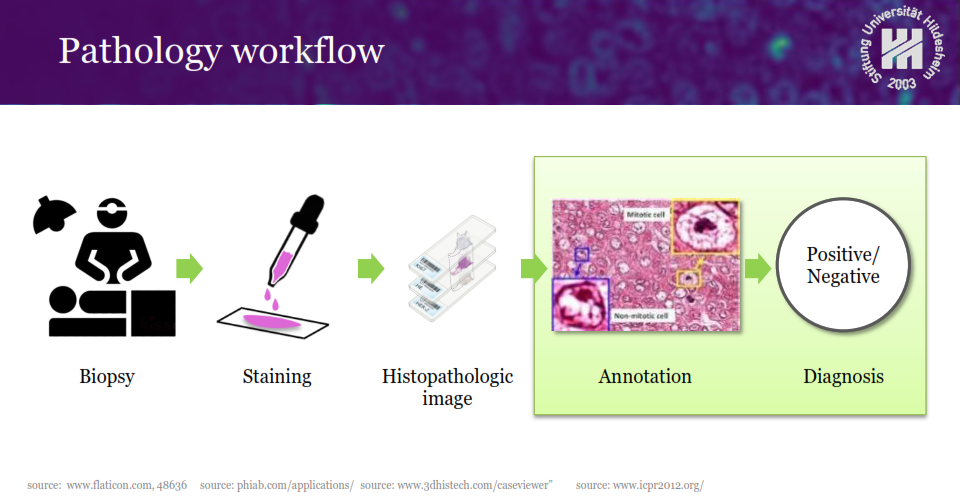 Pathology workflow
Stiftung Universität Hildesheim
2003
Mitotic cell
Non-mitotic cell
Positive/
Negative
Biopsy
Staining
Histopathologic
image
Annotation
Diagnosis
source: www.flaticon.com, 48636
source: phiab.com/applications/
source: www.3dhistech.com/caseviewer"
source: www.icpr2012.org/